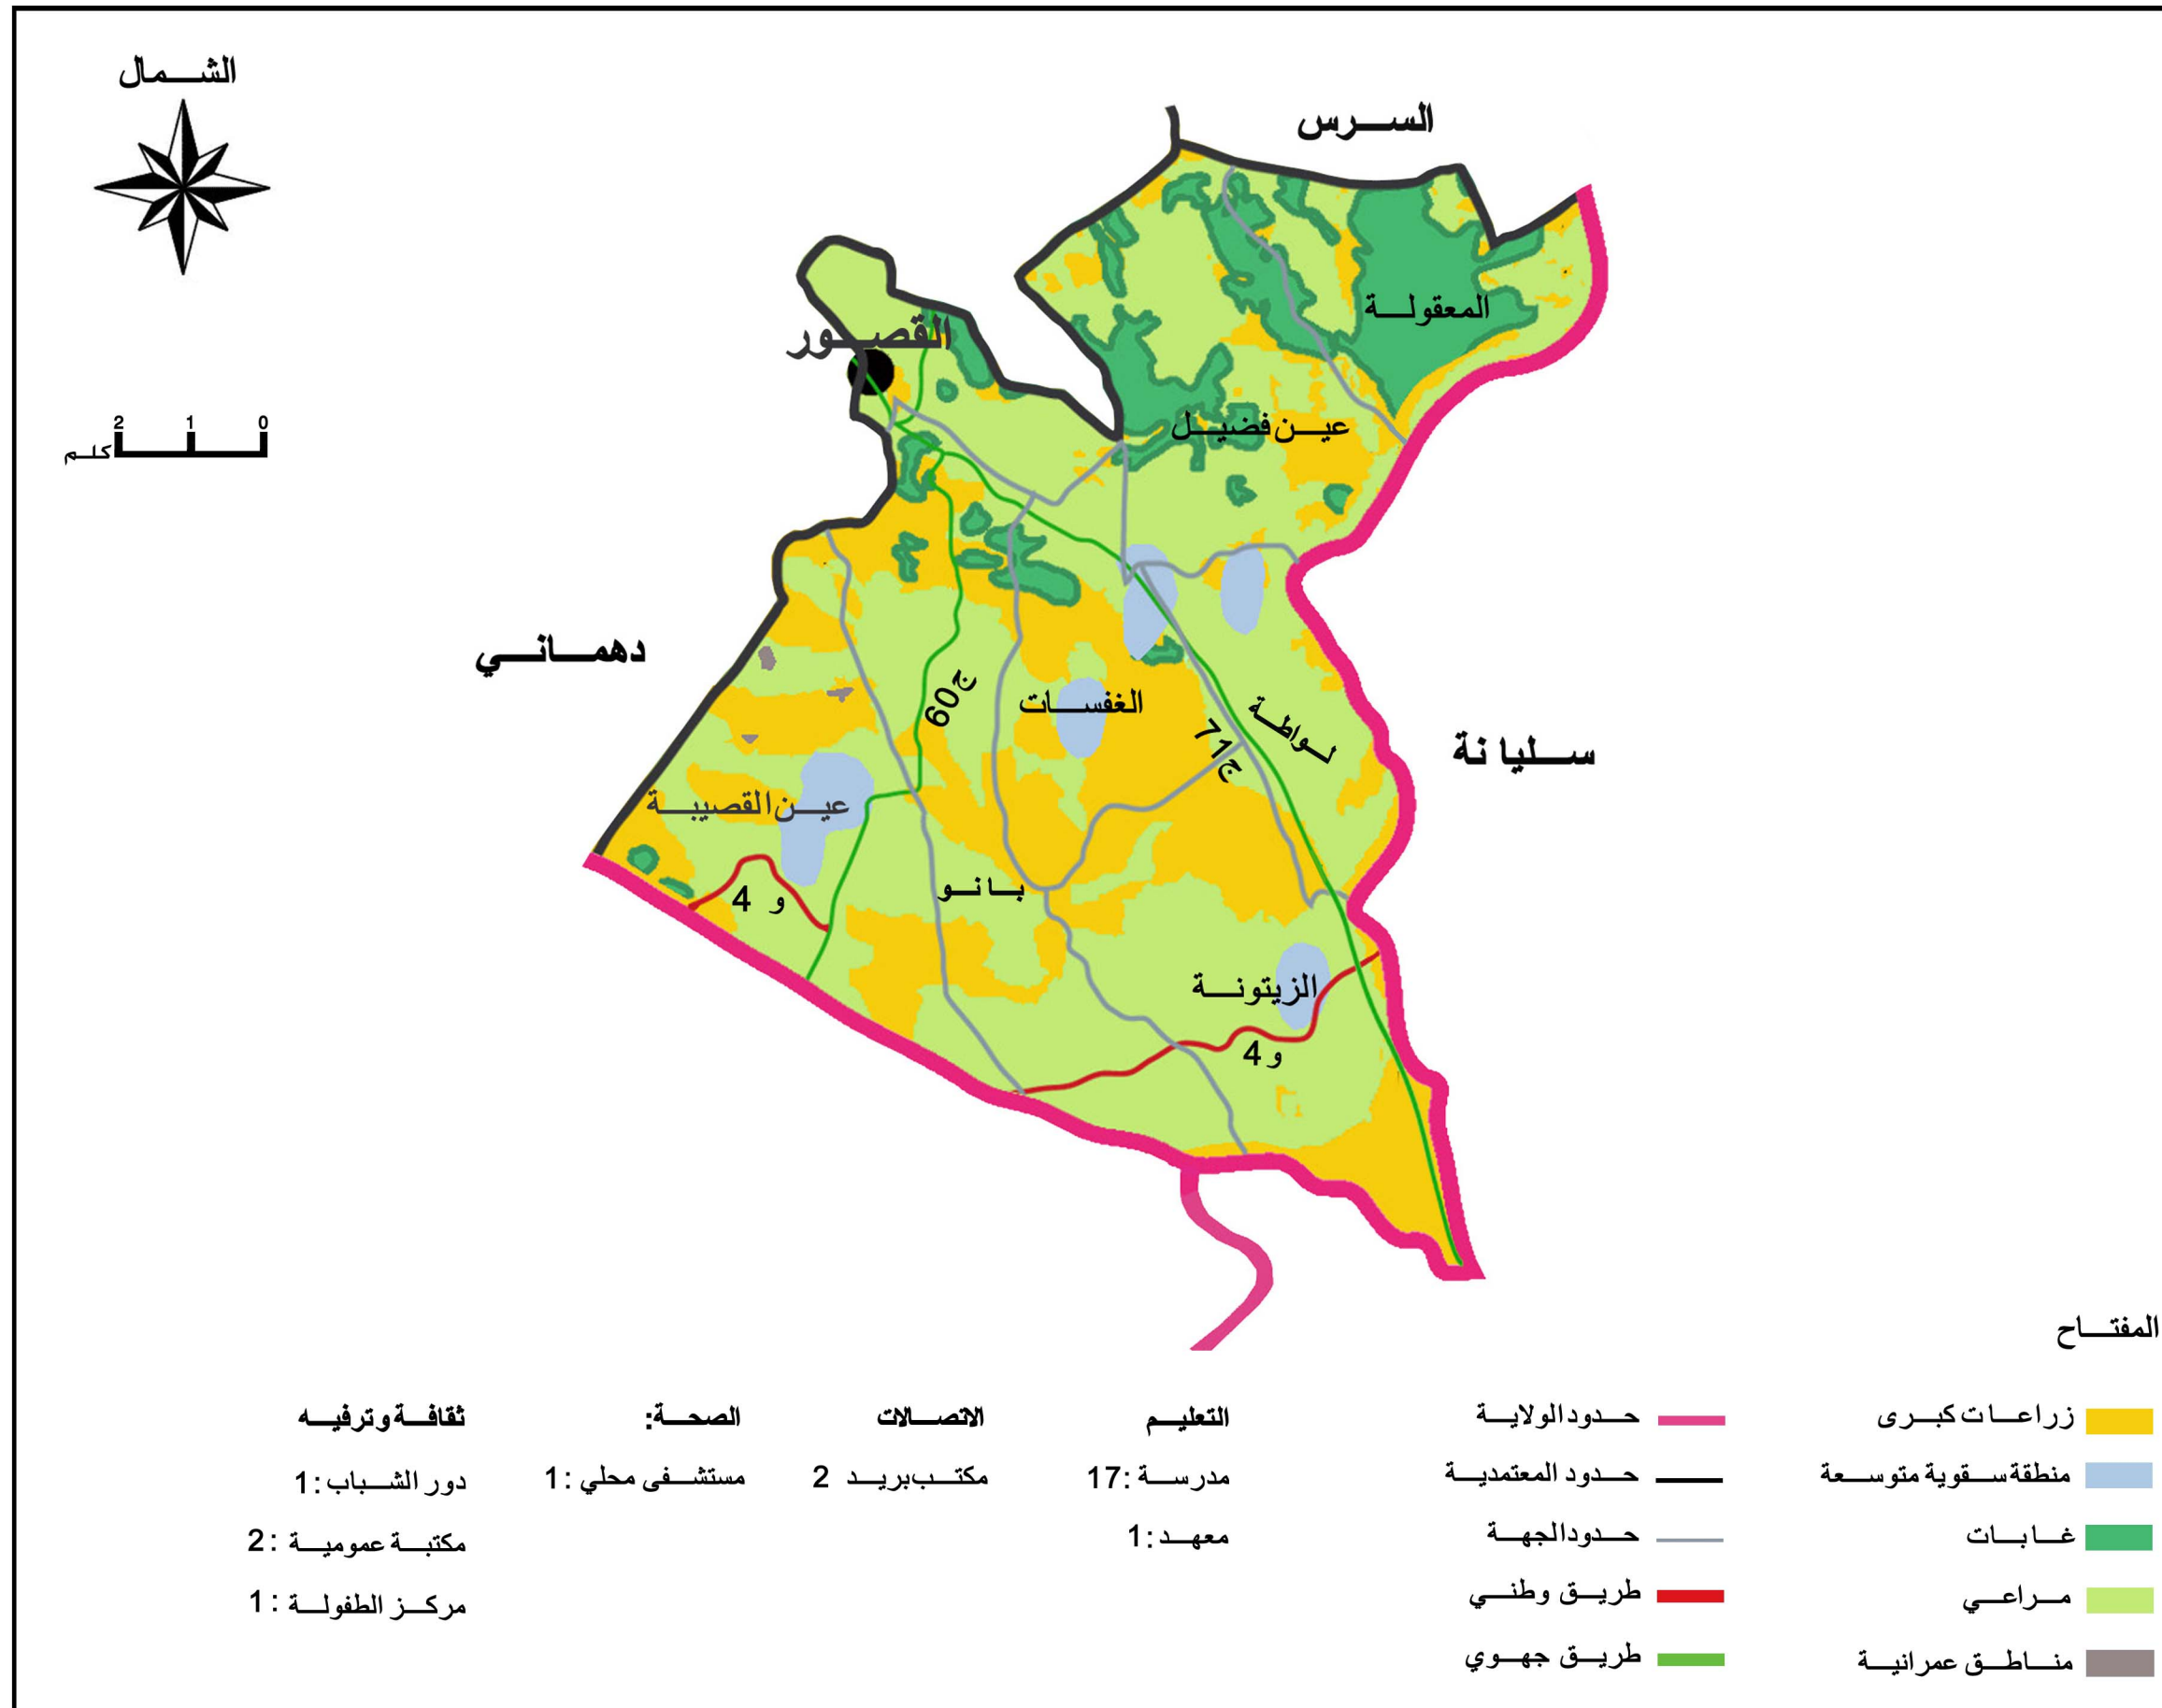 الشمال
السرس
المعقولة
القصور
عين فضيل
2 1 0
كلم
دهماني
ج60
الغفسات
لواطة
ج71
سليانة
عين القصيبة
و 4
بانو
الزيتونة
و4
المفتاح
زراعات كبرى
منطقة سقوية متوسعة
غابات
مراعي
مناطق عمرانية
حدود الولاية
حدود المعتمدية
حدود الجهة
طريق وطني
طريق جهوي
التعليم
مدرسة :17
معهد :1
الاتصالات
مكتب بريد 2
الصحة:
مستشفى محلي :1
ثقافة وترفيه
دور الشباب :1
مكتبة عمومية :2
مركز الطفولة :1